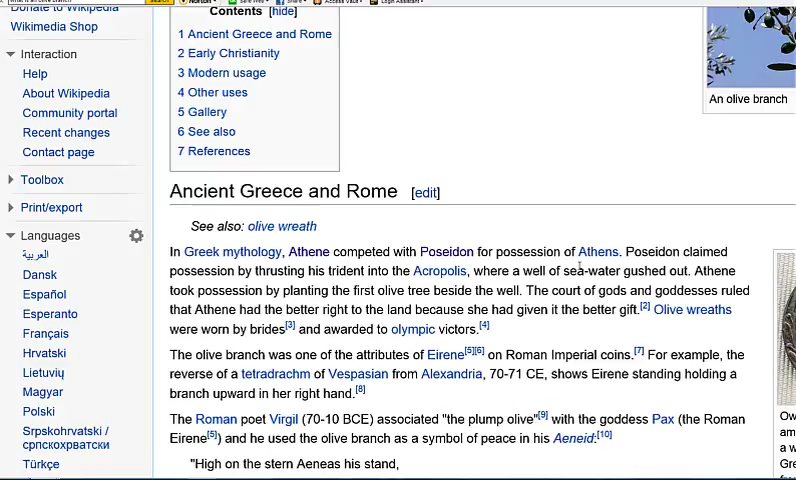 Donate to Wikipedia
Wikimedia Shop
Interaction
Help
About Wikipedia
Community portal
Recent changes
Contact page
Toolbox
Print/export
Languages
العربية
Dansk
Español
Esperanto
Français
Hrvatski
Lietuvių
Magyar
Polski
Srpskohrvatski /
српскохрватски
Türkçe
Contents [hide]
1 Ancient Greece and Rome
2 Early Christianity
3 Modern usage
4 Other uses
5 Gallery
6 See also
7 References
An olive branch
Ancient Greece and Rome [edit]
See also: olive wreath
In Greek mythology, Athene competed with Poseidon for possession of Athens. Poseidon claimed
possession by thrusting his trident into the Acropolis, where a well of sea-water gushed out. Athene
took possession by planting the first olive tree beside the well. The court of gods and goddesses ruled
that Athene had the better right to the land because she had given it the better gift.[2] Olive wreaths
were worn by brides[3] and awarded to olympic victors.[4]
The olive branch was one of the attributes of Eirene[5][6] on Roman Imperial coins.[7] For example, the
reverse of a tetradrachm of Vespasian from Alexandria, 70-71 CE, shows Eirene standing holding a
branch upward in her right hand.[8]
The Roman poet Virgil (70-10 BCE) associated "the plump olive"[9] with the goddess Pax (the Roman
Eirene[5]) and he used the olive branch as a symbol of peace in his Aeneid:[10]
"High on the stern Aeneas his stand,
Ow
am
a w
Gre